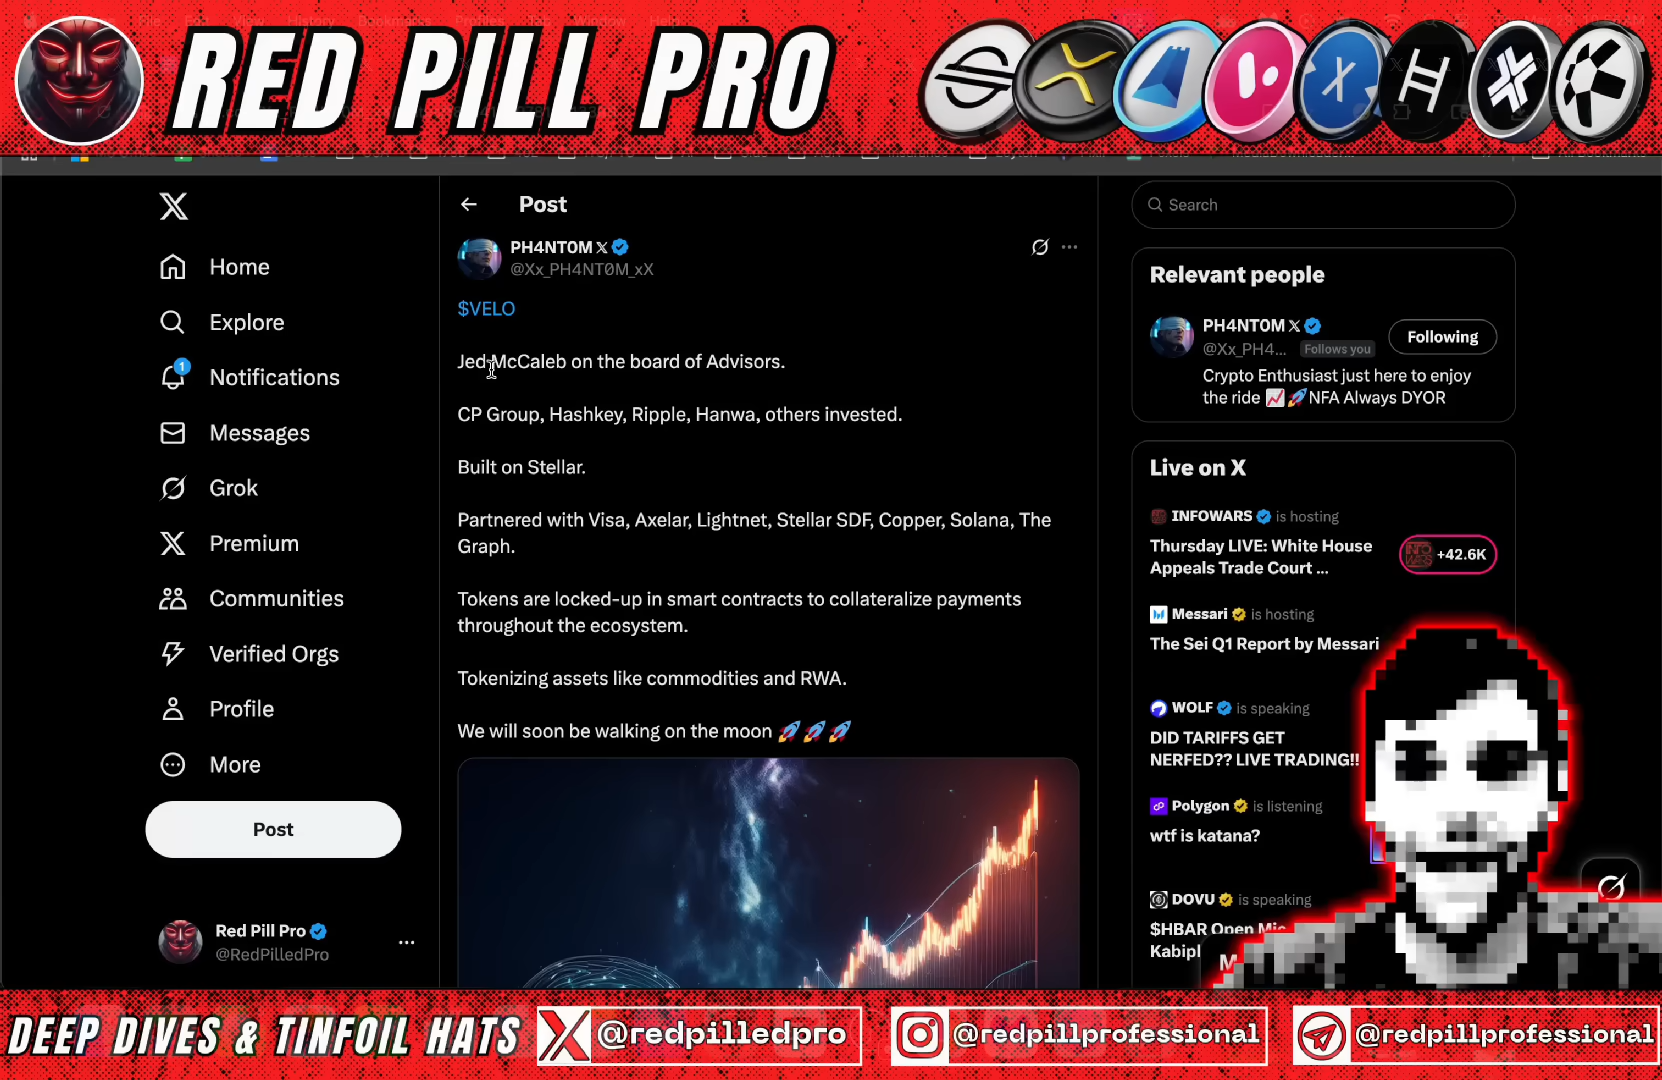 RED PILL PRO
Post
Search
PH4NT0M X
@Xx_PH4NT0M_xX
$VELO
Jed McCaleb on the board of Advisors.
CP Group, Hashkey, Ripple, Hanwa, others invested.
Built on Stellar.
Partnered with Visa, Axelar, Lightnet, Stellar SDF, Copper, Solana, The
Graph.
Tokens are locked-up in smart contracts to collateralize payments
throughout the ecosystem.
Tokenizing assets like commodities and RWA.
We will soon be walking on the moon 🚀🚀🚀
Home
Explore
1
Notifications
Messages
Grok
Premium
Communities
Verified Orgs
Profile
More
Post
Red Pill Pro
@RedPilledPro
Relevant people
PH4NT0M X
@Xx_PH4... Follows you
Following
Crypto Enthusiast just here to enjoy
the ride 📈🚀NFA Always DYOR
Live on X
INFOWARS is hosting
Thursday LIVE: White House
Appeals Trade Court ...
+42.6K
Messari is hosting
The Sei Q1 Report by Messari
WOLF is speaking
DID TARIFFS GET
NERFED?? LIVE TRADING!!
Polygon is listening
wtf is katana?
DOVU is speaking
$HBAR Open Mic
Kabipl
M
DEEP DIVES & TINFOIL HATS
@redpilledpro
@redpillprofessional
@redpillprofessional